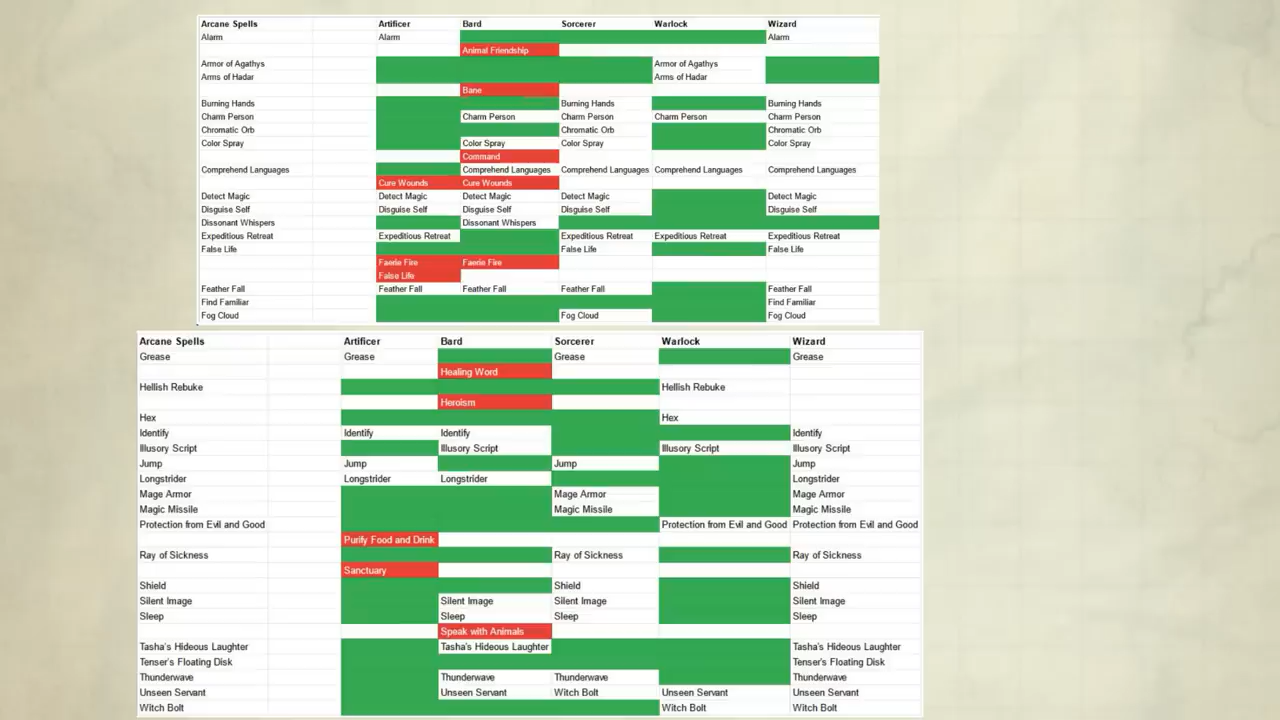 Arcane Spells Artificer Bard Sorcerer Warlock Wizard
Alarm Alarm Alarm
Animal Friendship
Armor of Agathys Armor of Agathys
Arms of Hadar Arms of Hadar
Bane
Burning Hands Burning Hands Burning Hands
Charm Person Charm Person Charm Person Charm Person Charm Person
Chromatic Orb Chromatic Orb Chromatic Orb
Color Spray Color Spray Color Spray Color Spray
Command
Comprehend Languages Comprehend Languages Comprehend Languages Comprehend Languages Comprehend Languages
Cure Wounds Cure Wounds
Detect Magic Detect Magic Detect Magic Detect Magic Detect Magic
Disguise Self Disguise Self Disguise Self Disguise Self Disguise Self
Dissonant Whispers Dissonant Whispers
Expeditious Retreat Expeditious Retreat Expeditious Retreat Expeditious Retreat Expeditious Retreat
False Life False Life False Life
Faerie Fire Faerie Fire
False Life
Feather Fall Feather Fall Feather Fall Feather Fall Feather Fall
Find Familiar Find Familiar
Fog Cloud Fog Cloud Fog Cloud
Arcane Spells Artificer Bard Sorcerer Warlock Wizard
Grease Grease Grease Grease
Healing Word
Hellish Rebuke Hellish Rebuke
Heroism
Hex Hex
Identify Identify Identify Identify
Illusory Script Illusory Script Illusory Script Illusory Script
Jump Jump Jump Jump
Longstrider Longstrider Longstrider Longstrider
Mage Armor Mage Armor Mage Armor
Magic Missile Magic Missile Magic Missile
Protection from Evil and Good Protection from Evil and Good Protection from Evil and Good
Purify Food and Drink
Ray of Sickness Ray of Sickness Ray of Sickness
Sanctuary
Shield Shield Shield
Silent Image Silent Image Silent Image Silent Image
Sleep Sleep Sleep Sleep
Speak with Animals
Tasha's Hideous Laughter Tasha's Hideous Laughter Tasha's Hideous Laughter
Tenser's Floating Disk Tenser's Floating Disk
Thunderwave Thunderwave Thunderwave Thunderwave
Unseen Servant Unseen Servant Witch Bolt Unseen Servant Unseen Servant
Witch Bolt Witch Bolt Witch Bolt